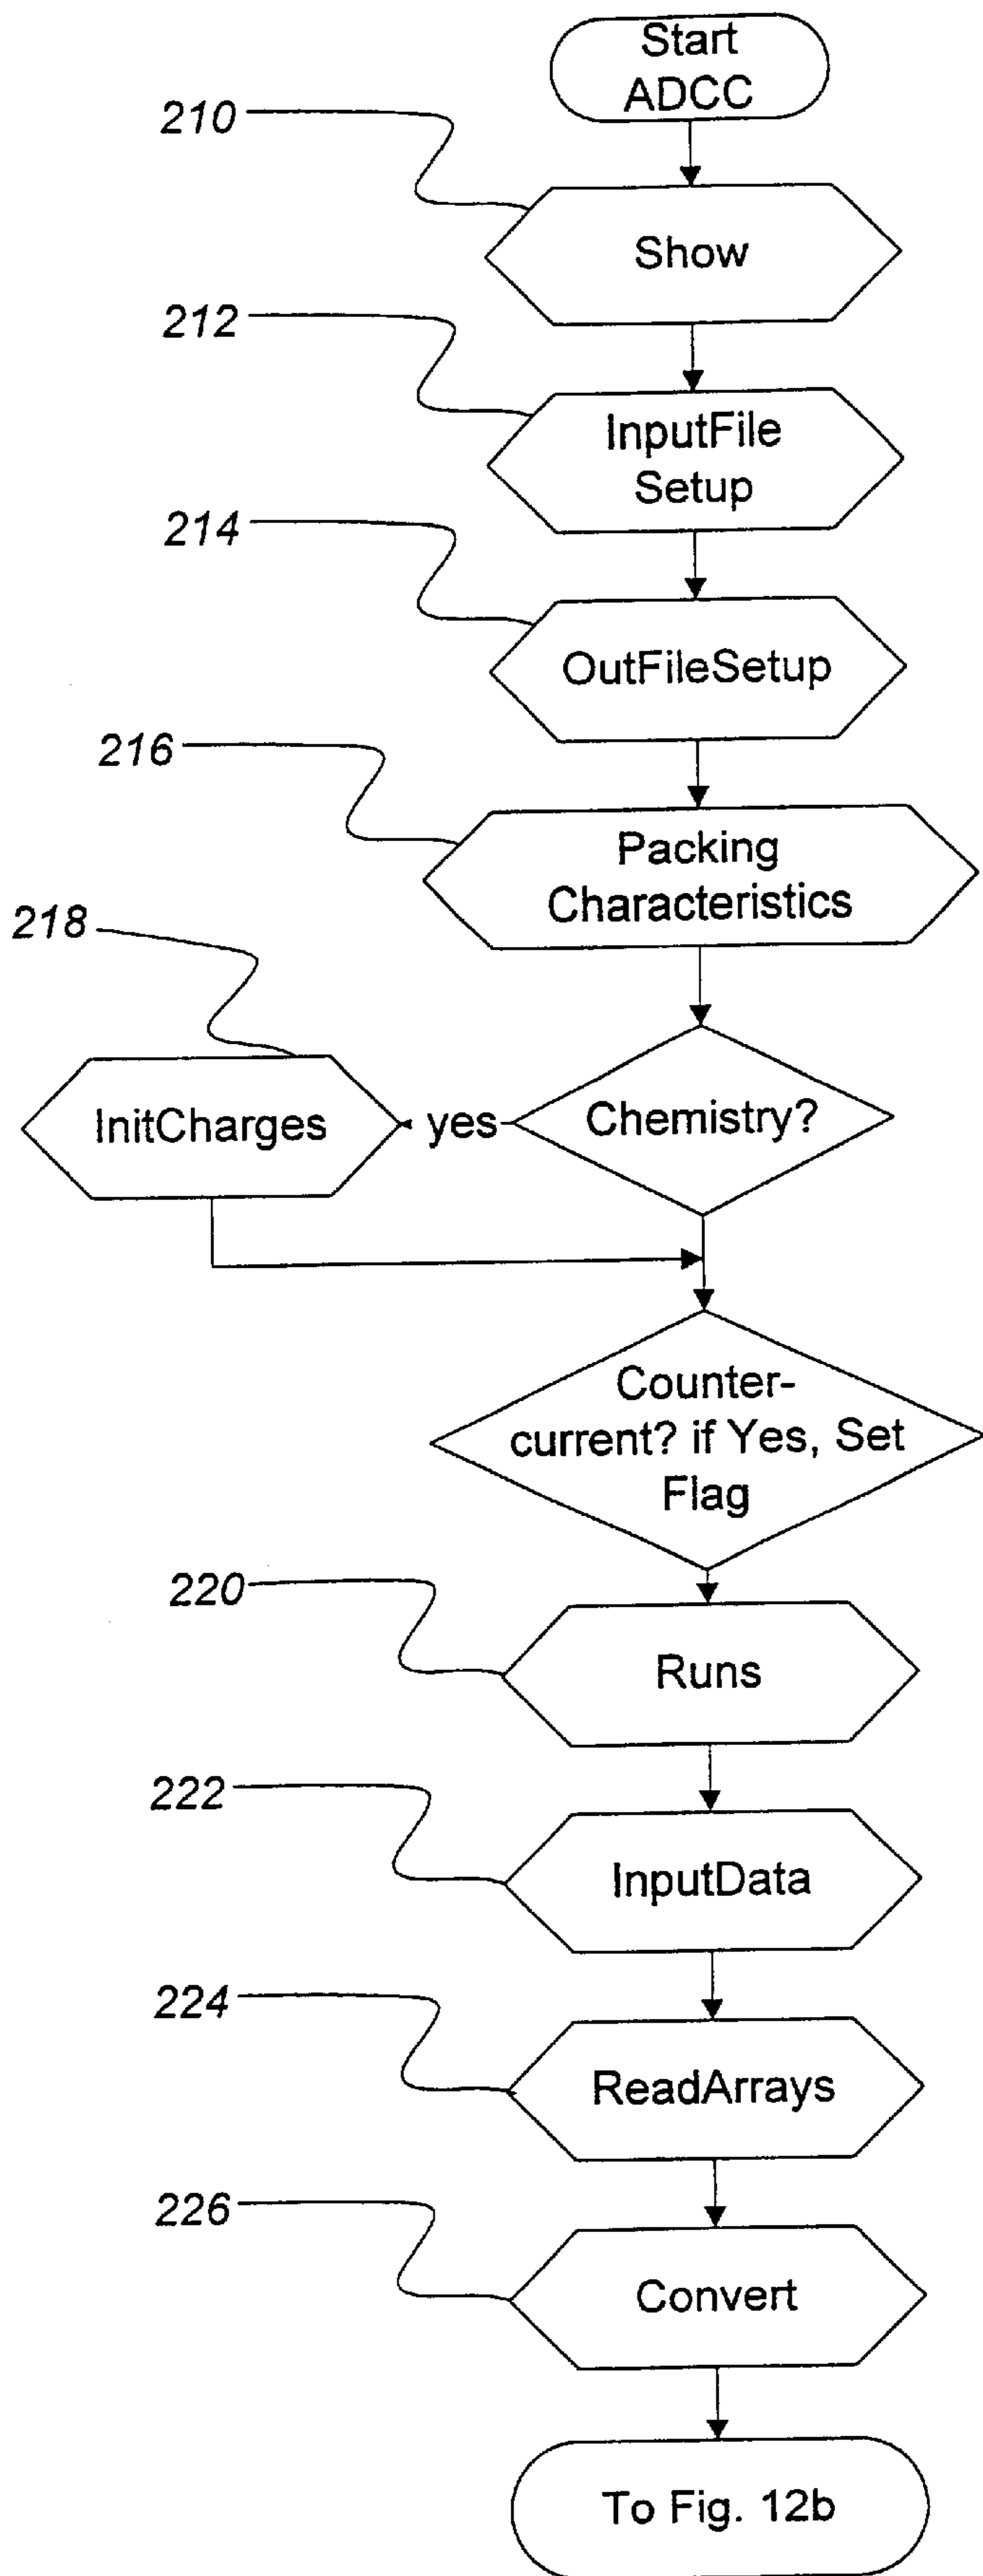 Start
ADCC
210
Show
212
InputFile
Setup
214
OutFileSetup
216
Packing
Characteristics
218
InitCharges
yes
Chemistry?
Counter-
current? if Yes, Set
Flag
220
Runs
222
InputData
224
ReadArrays
226
Convert
To Fig. 12b